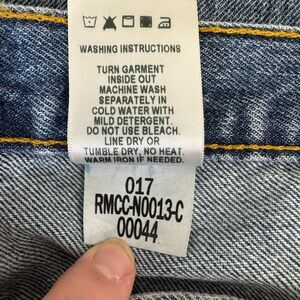 WASHING INSTRUCTIONS
TURN GARMENT
INSIDE OUT
MACHINE WASH
SEPARATELY IN
COLD WATER WITH
MILD DETERGENT.
DO NOT USE BLEACH.
LINE DRY OR
TUMBLE DRY, NO HEAT.
WARM IRON IF NEEDED.
017
RMCC-N0013-C
00044